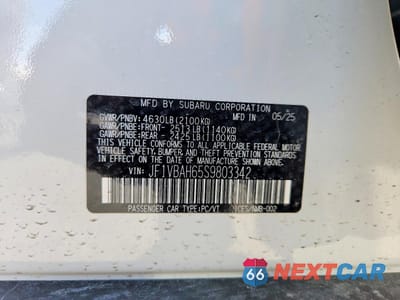 MFD BY SUBARU CORPORATION 05/25
GVWR/PNBV: 4630LB(2100KG)
GAWR/PNBE:FRONT- 2513LB(1140KG)
GAWR/PNBE:REAR - 2425LB(1100KG)
THIS VEHICLE CONFORMS TO ALL APPLICABLE FEDERAL MOTOR
VEHICLE SAFETY, BUMPER, AND THEFT
PREVENTION STANDARDS IN EFFECT ON THE
DATE OF MANUFACTURE SHOWN ABOVE.
VIN: JF1VBAH65S9803342
PASSENGER CAR TYPE:PC/VT
66 NEXTCAR